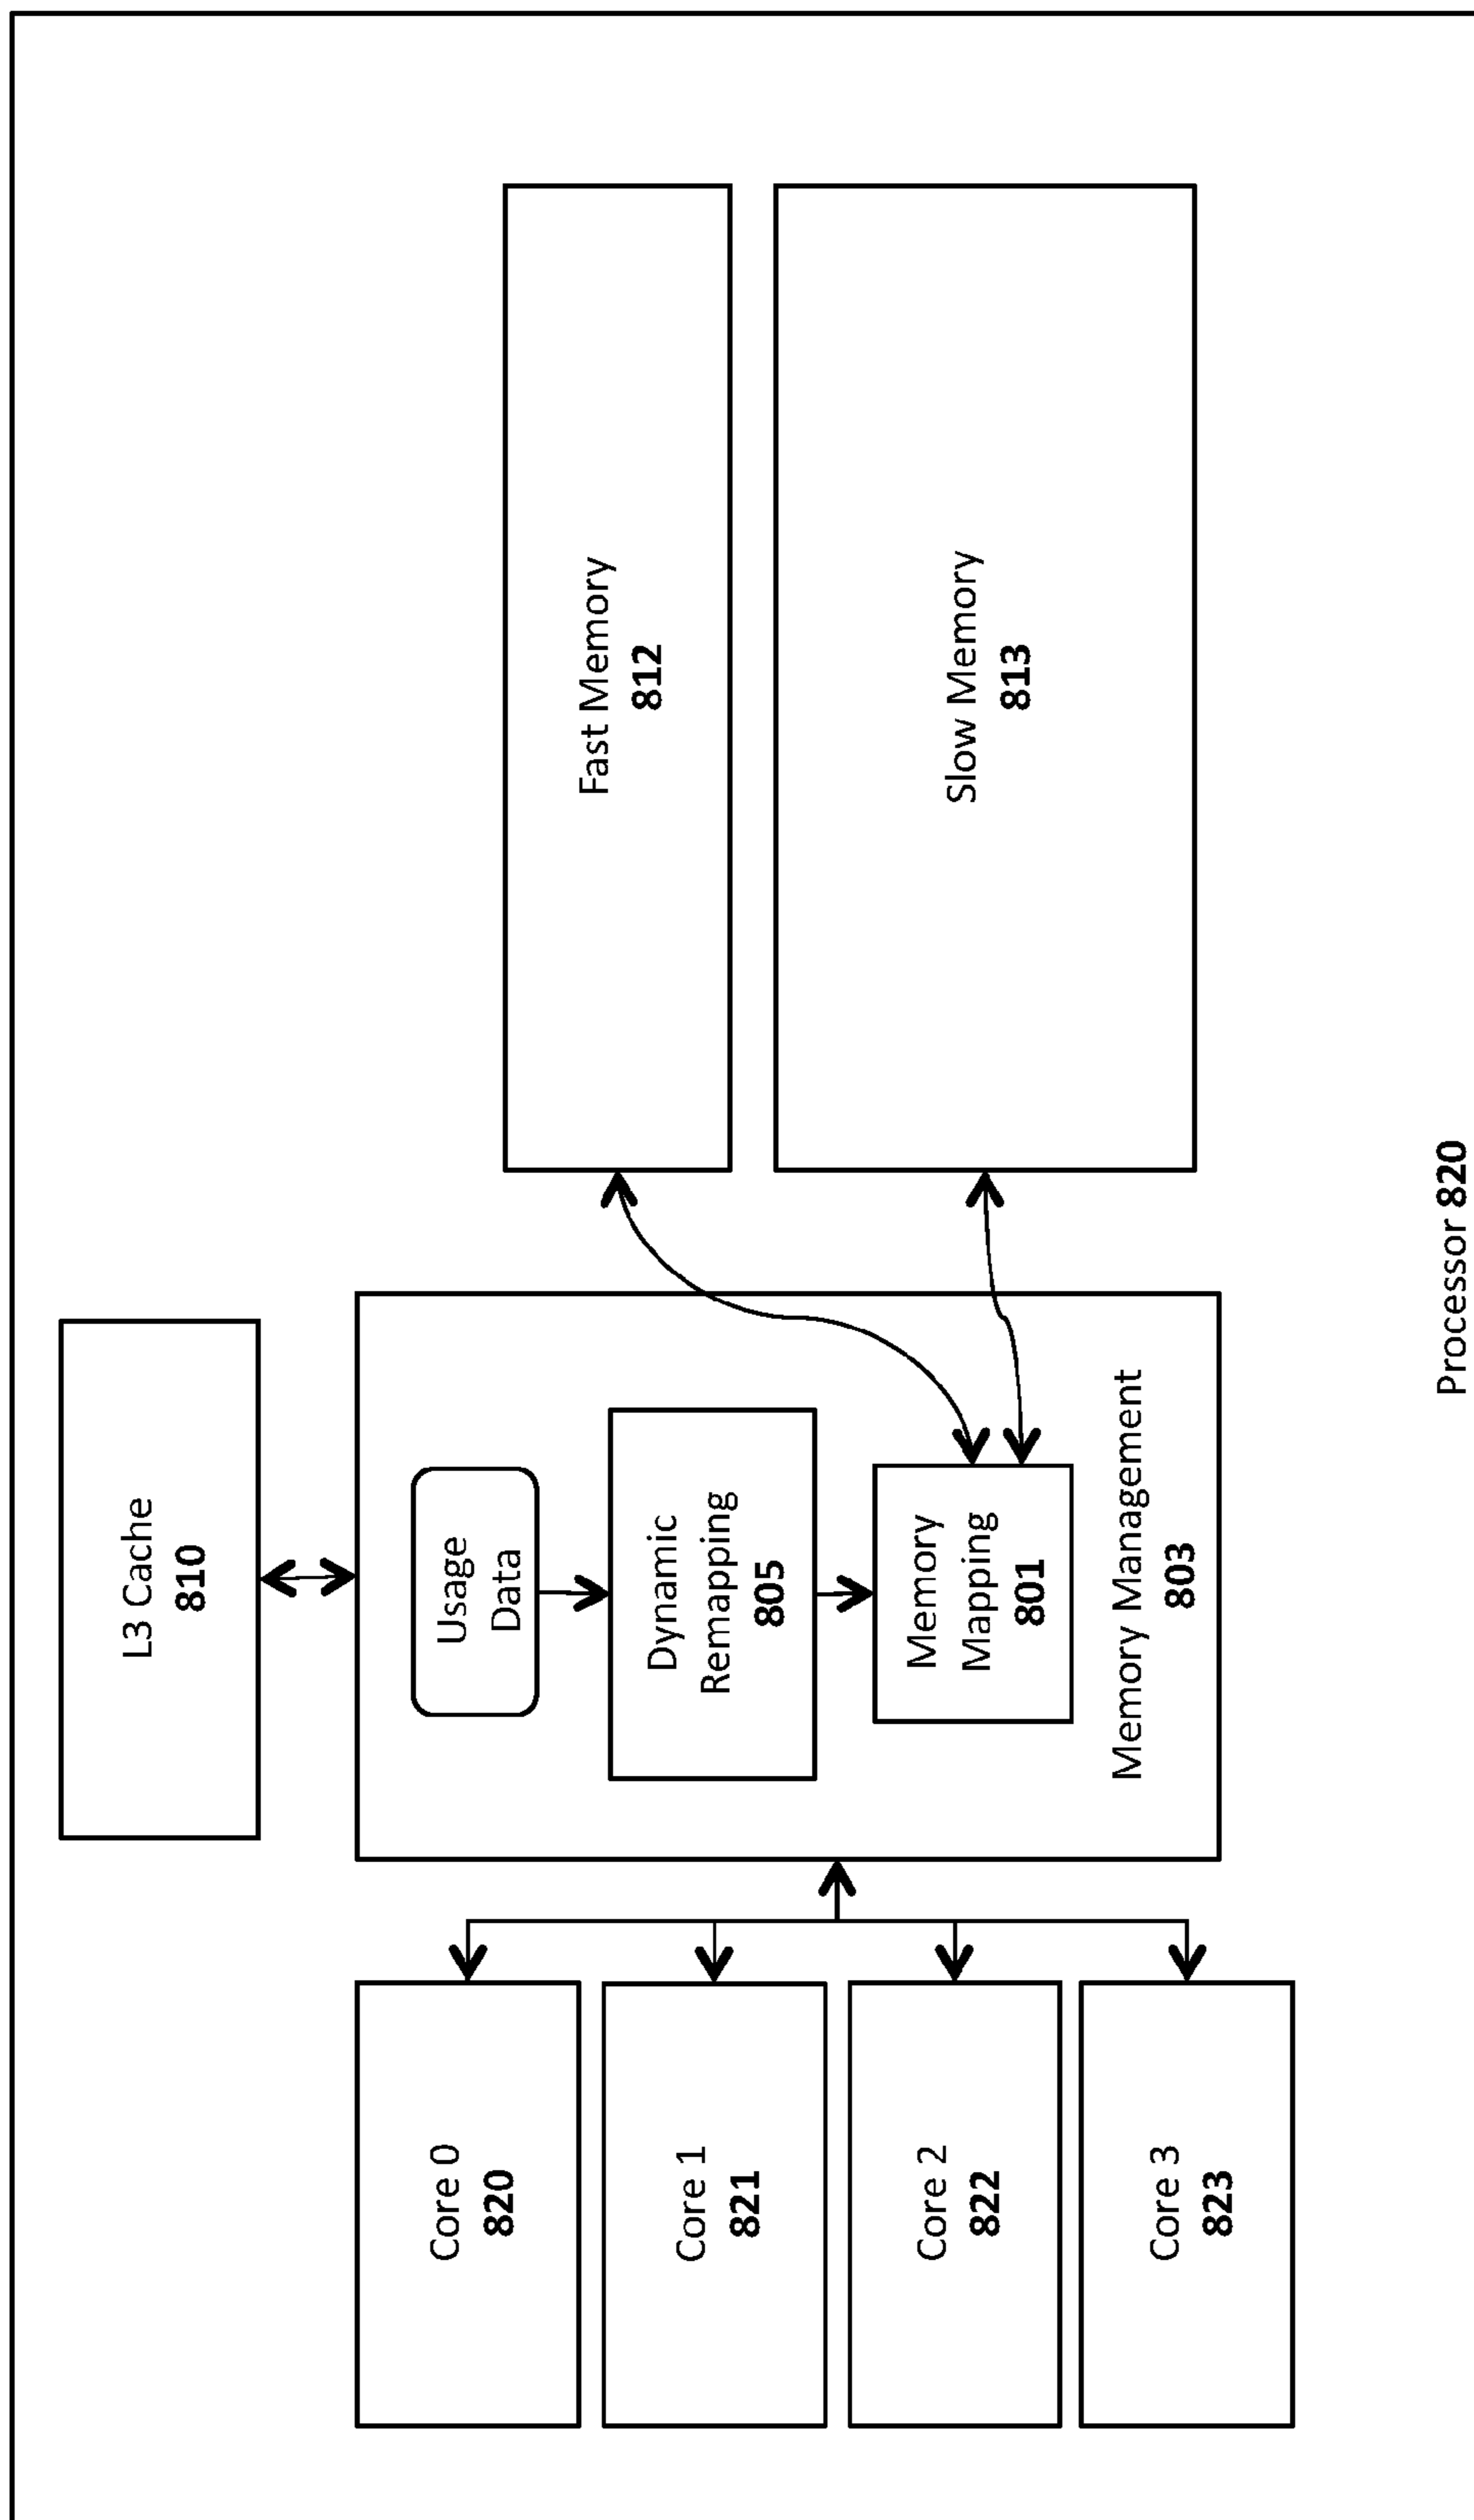 L3 Cache
810
Core 0
820
Core 1
821
Core 2
822
Core 3
823
Usage
Data
Dynamic
Remapping
805
Memory
Mapping
801
Memory Management
803
Fast Memory
812
Slow Memory
813
Processor 820